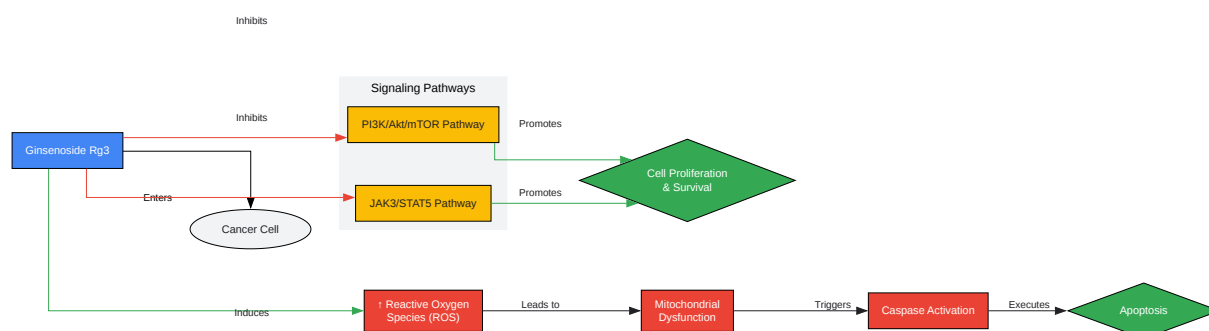 Inhibits
Signaling Pathways
Inhibits
PI3K/Akt/mTOR Pathway
Promotes
Ginsenoside Rg3
Cell Proliferation
& Survival
Enters
JAK3/STAT5 Pathway
Promotes
Cancer Cell
↑ Reactive Oxygen
Species (ROS)
Leads to
Mitochondrial
Dysfunction
Triggers
Caspase Activation
Executes
Apoptosis
Induces